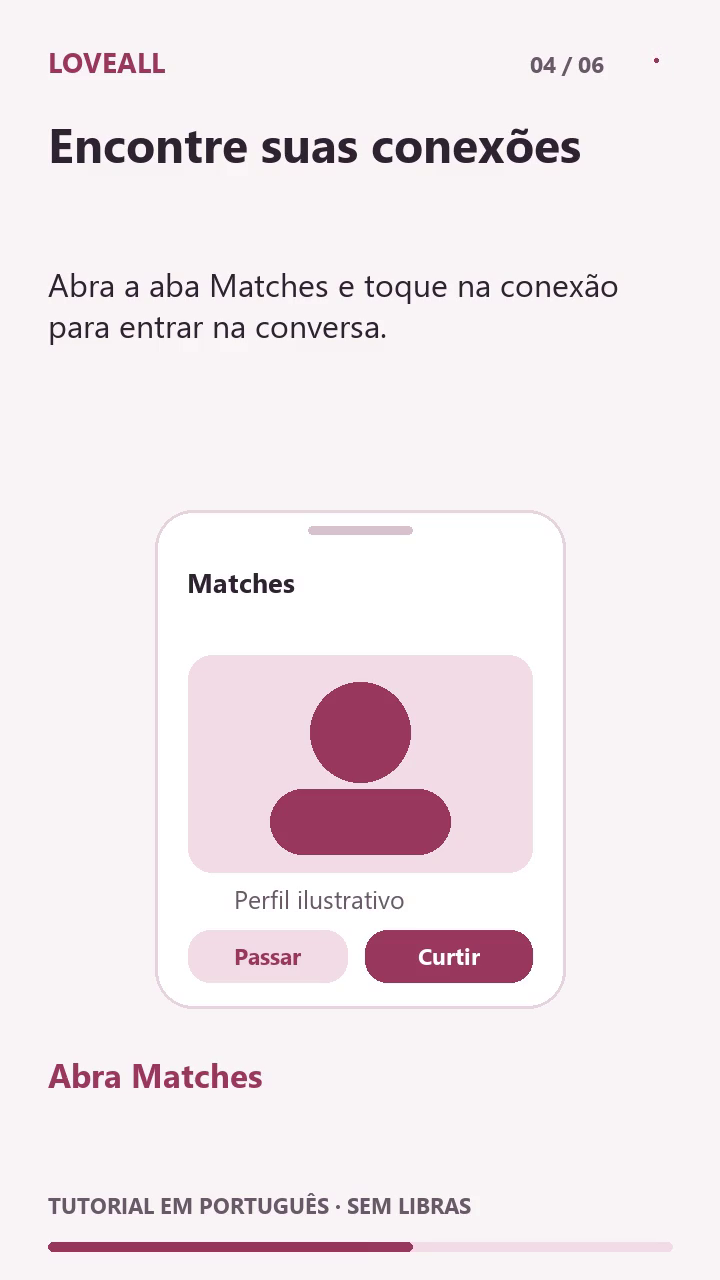 LOVEALL
04 / 06
Encontre suas conexões
Abra a aba Matches e toque na conexão
para entrar na conversa.
Matches
Perfil ilustrativo
Passar
Curtir
Abra Matches
TUTORIAL EM PORTUGUÊS · SEM LIBRAS